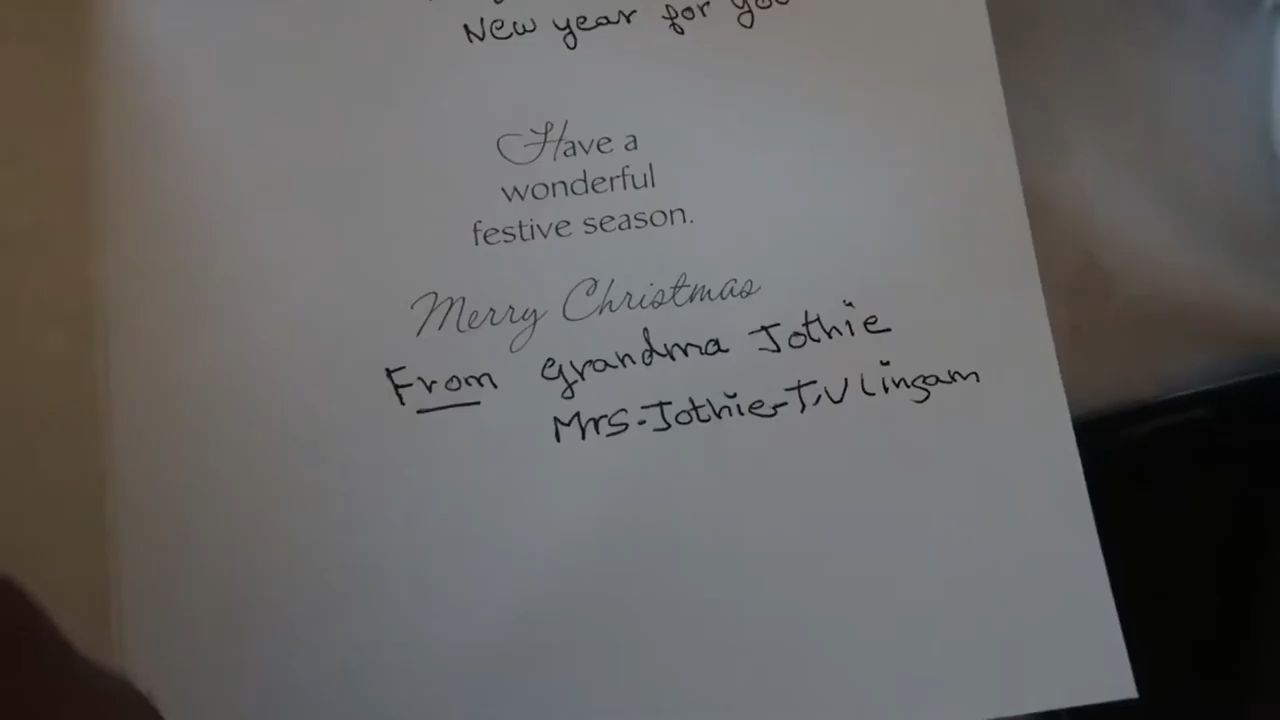 New year for you
Have a
wonderful
festive season.
Merry Christmas
From grandma Jothie
Mrs-Jothie-T.V Lingam